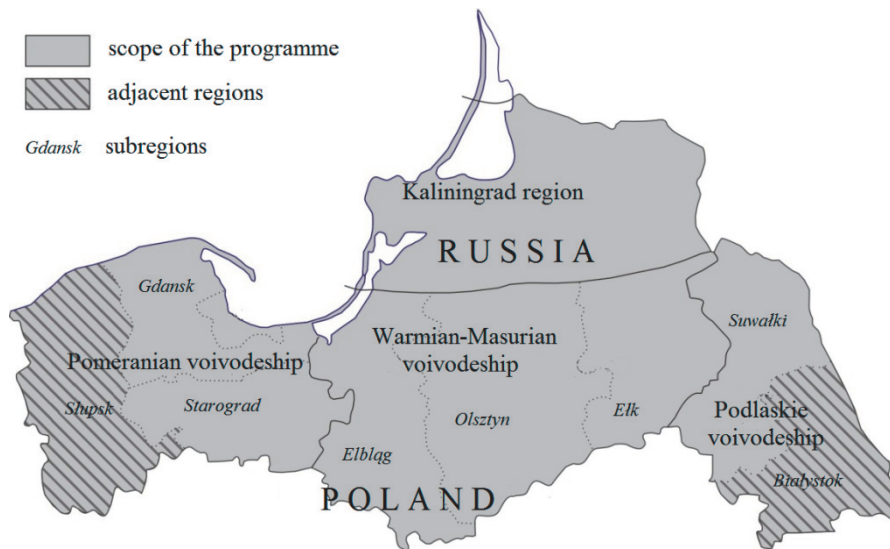 scope of the programme
adjacent regions
Gdansk subregions
Kaliningrad region
RUSSIA
Gdansk
Suwałki
Warmian-Masurian
voivodeship
Pomeranian voivodeship
Słupsk
Starograd
Olsztyn
Ełk
Podlaskie
voivodeship
Elbląg
Białystok
POLAND